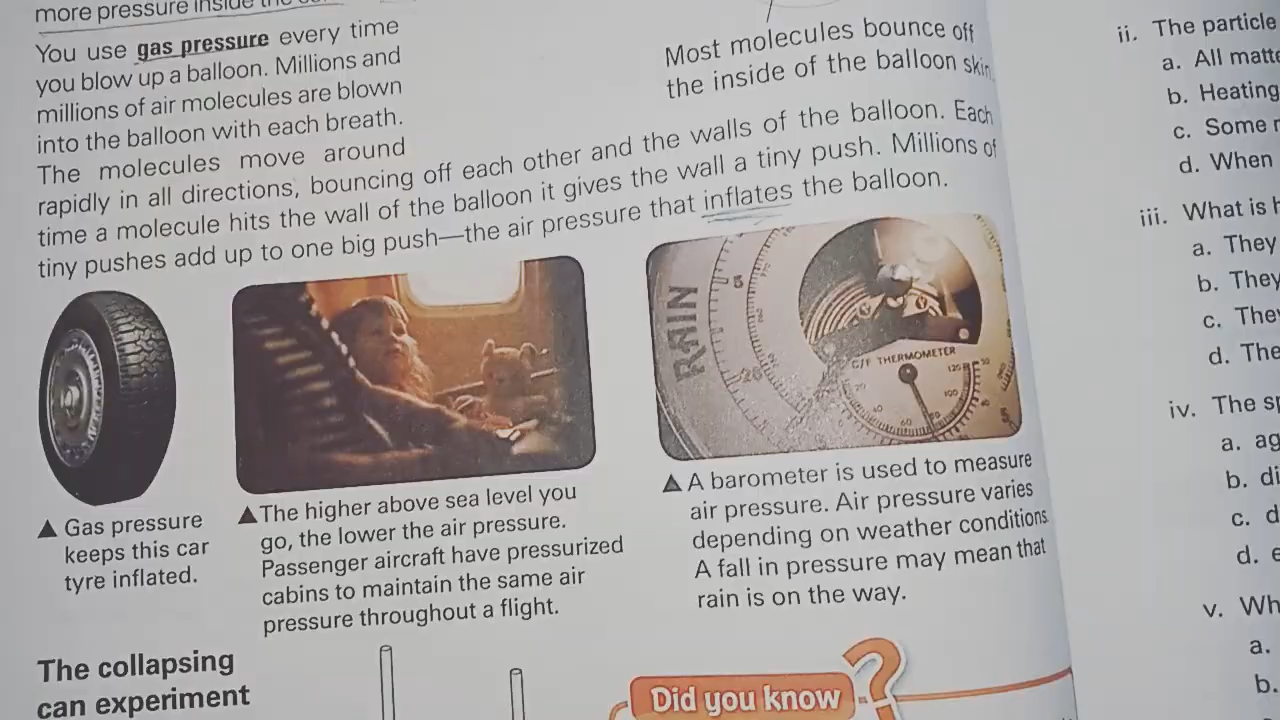 more pressure inside the
You use gas pressure every time
you blow up a balloon. Millions and
millions of air molecules are blown
into the balloon with each breath.
The molecules move around
rapidly in all directions, bouncing off each other and the walls of the balloon. Each
time a molecule hits the wall of the balloon it gives the wall a tiny push. Millions of
tiny pushes add up to one big push—the air pressure that inflates the balloon.
Most molecules bounce off
the inside of the balloon skin.
RAIN
C/F THERMOMETER
Gas pressure
keeps this car
tyre inflated.
The higher above sea level you
go, the lower the air pressure.
Passenger aircraft have pressurized
cabins to maintain the same air
pressure throughout a flight.
A barometer is used to measure
air pressure. Air pressure varies
depending on weather conditions
A fall in pressure may mean that
rain is on the way.
The collapsing
can experiment
Did you know ?
ii. The particle
a. All matte
b. Heating
c. Some
d. When
iii. What is
a. They
b. They
c. They
d. The
iv. The sp
a. ag
b. di
c. d
d. e
v. Wh
a.
b.